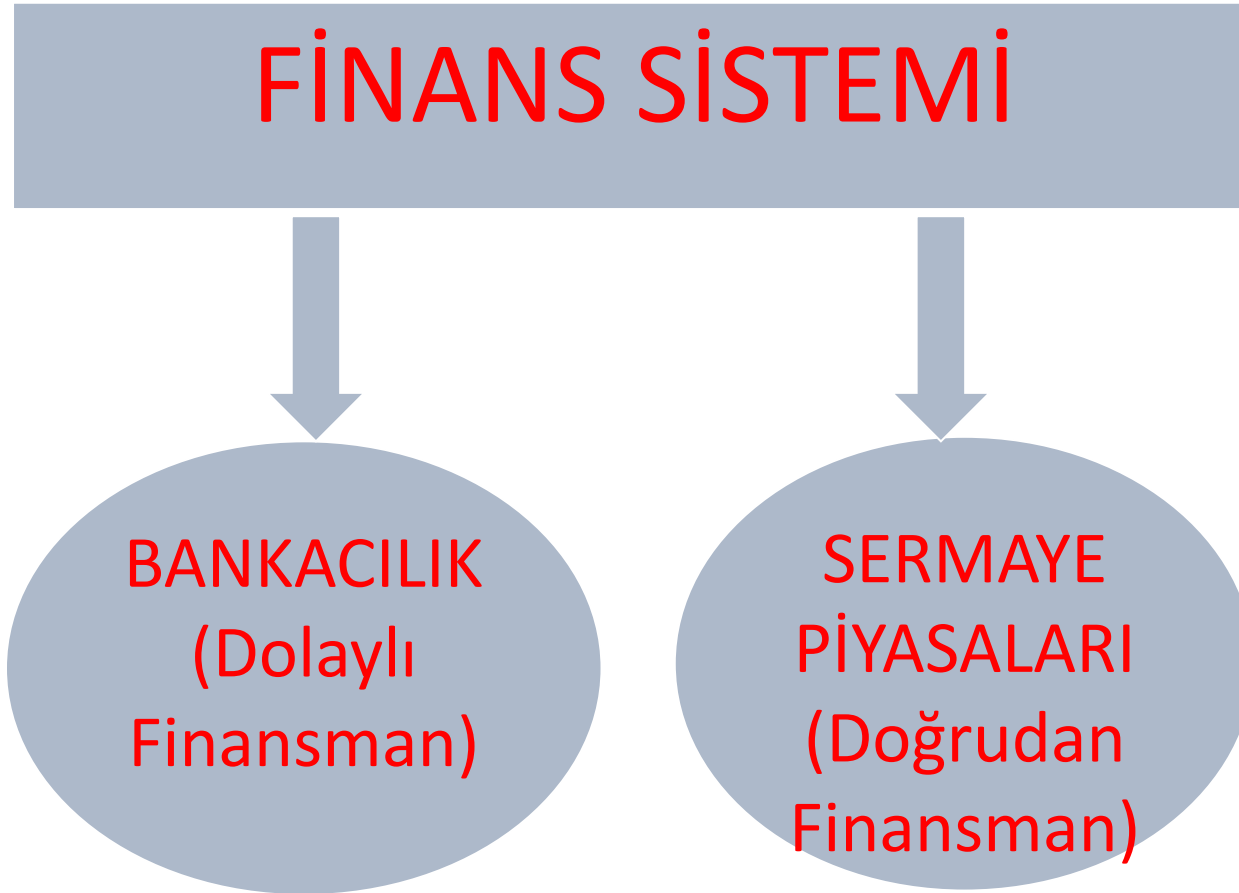 FİNANS SİSTEMİ
BANKACILIK
(Dolaylı
Finansman)
SERMAYE
PİYASALARI
(Doğrudan
Finansman)